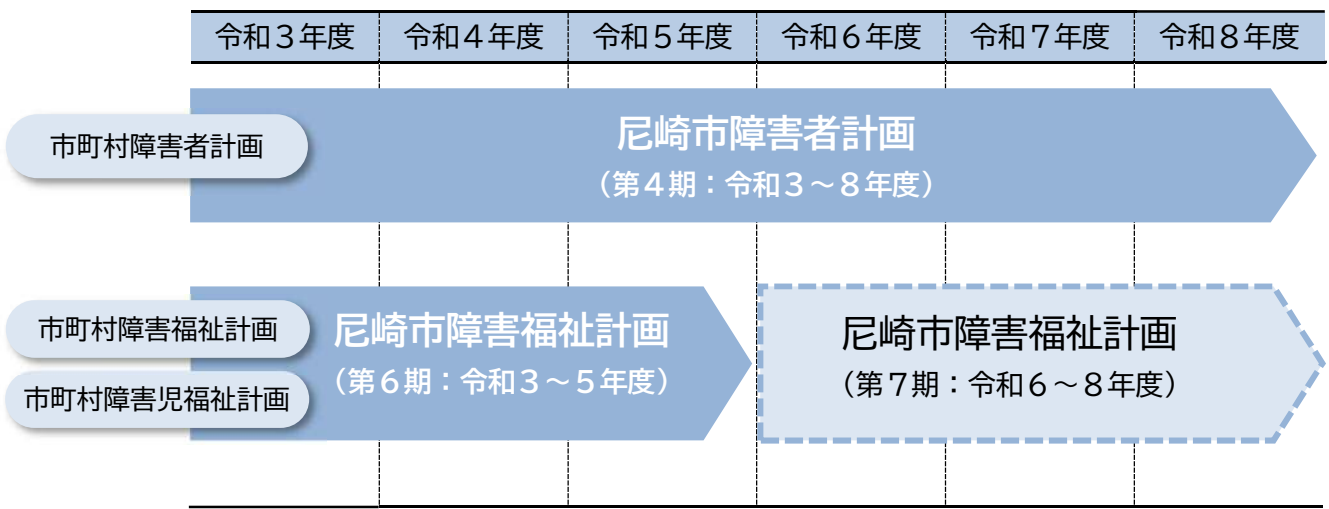 令和３年度 令和４年度 令和５年度 令和６年度 令和７年度 令和８年度
市町村障害者計画
尼崎市障害者計画
（第４期：令和３～８年度）
市町村障害福祉計画
市町村障害児福祉計画
尼崎市障害福祉計画
（第６期：令和３～５年度）
尼崎市障害福祉計画
（第７期：令和６～８年度）